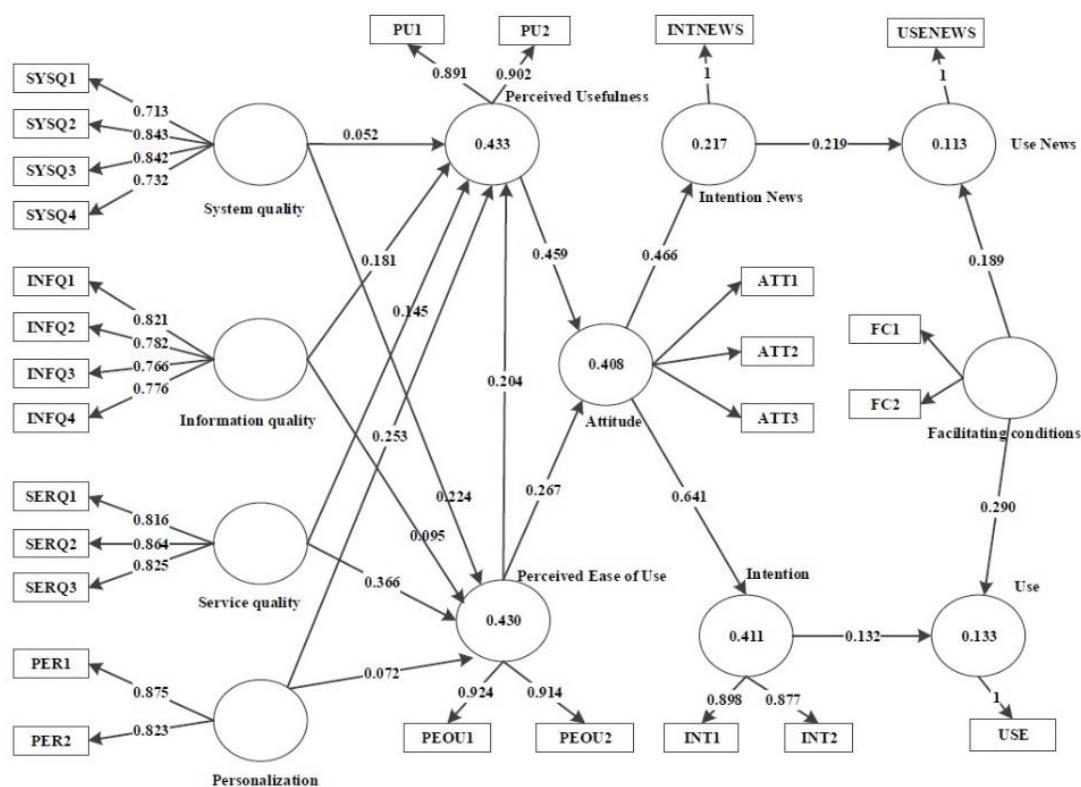 PU1
PU2
INTNEWS
USENEWS
SYSQ1
SYSQ2
SYSQ3
SYSQ4
0.713
0.843
0.842
0.732
System quality
0.891
0.902
Perceived Usefulness
0.433
0.052
1
0.217
Intention News
0.219
1
0.113
Use News
INFQ1
INFQ2
INFQ3
INFQ4
0.821
0.782
0.766
0.776
Information quality
0.181
0.145
0.253
0.204
0.459
0.466
0.189
0.408
Attitude
ATT1
ATT2
ATT3
FC1
FC2
Facilitating conditions
SERQ1
SERQ2
SERQ3
0.816
0.864
0.825
Service quality
0.224
0.095
0.366
0.267
0.641
0.290
Perceived Ease of Use
0.430
Intention
0.411
0.132
Use
0.133
PER1
PER2
0.875
0.823
Personalization
0.072
0.924
0.914
PEOU1
PEOU2
0.898
0.877
INT1
INT2
1
USE